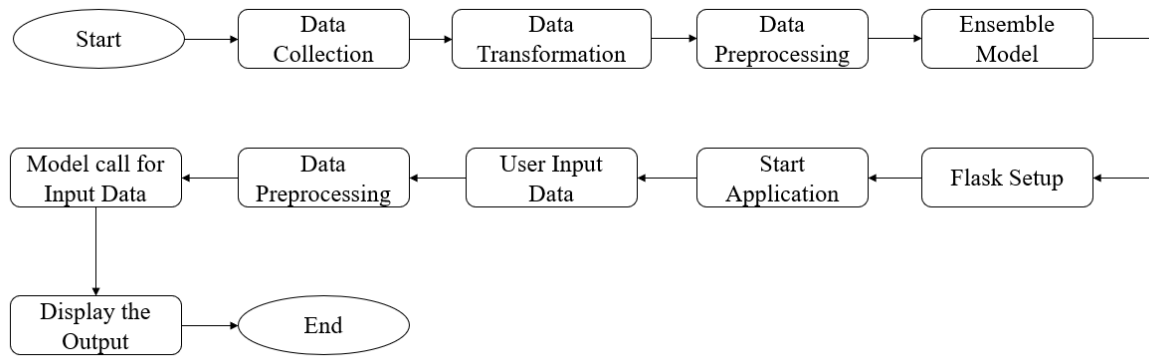 Start
Data
Collection
Data
Transformation
Data
Preprocessing
Ensemble
Model
Flask Setup
Start
Application
User Input
Data
Data
Preprocessing
Model call for
Input Data
Display the
Output
End